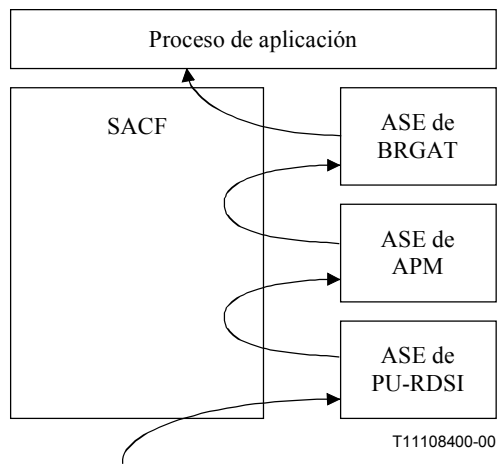 Proceso de aplicación
SACF
ASE de
BRGAT
ASE de
APM
ASE de
PU-RDSI
T11108400-00